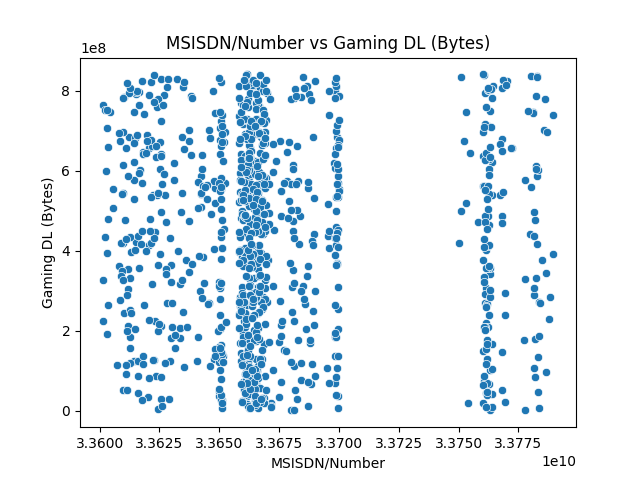 MSISDN/Number vs Gaming DL (Bytes)
1e8
8
6
4
2
0
Gaming DL (Bytes)
3.3600 3.3625 3.3650 3.3675 3.3700 3.3725 3.3750 3.3775
1e10
MSISDN/Number